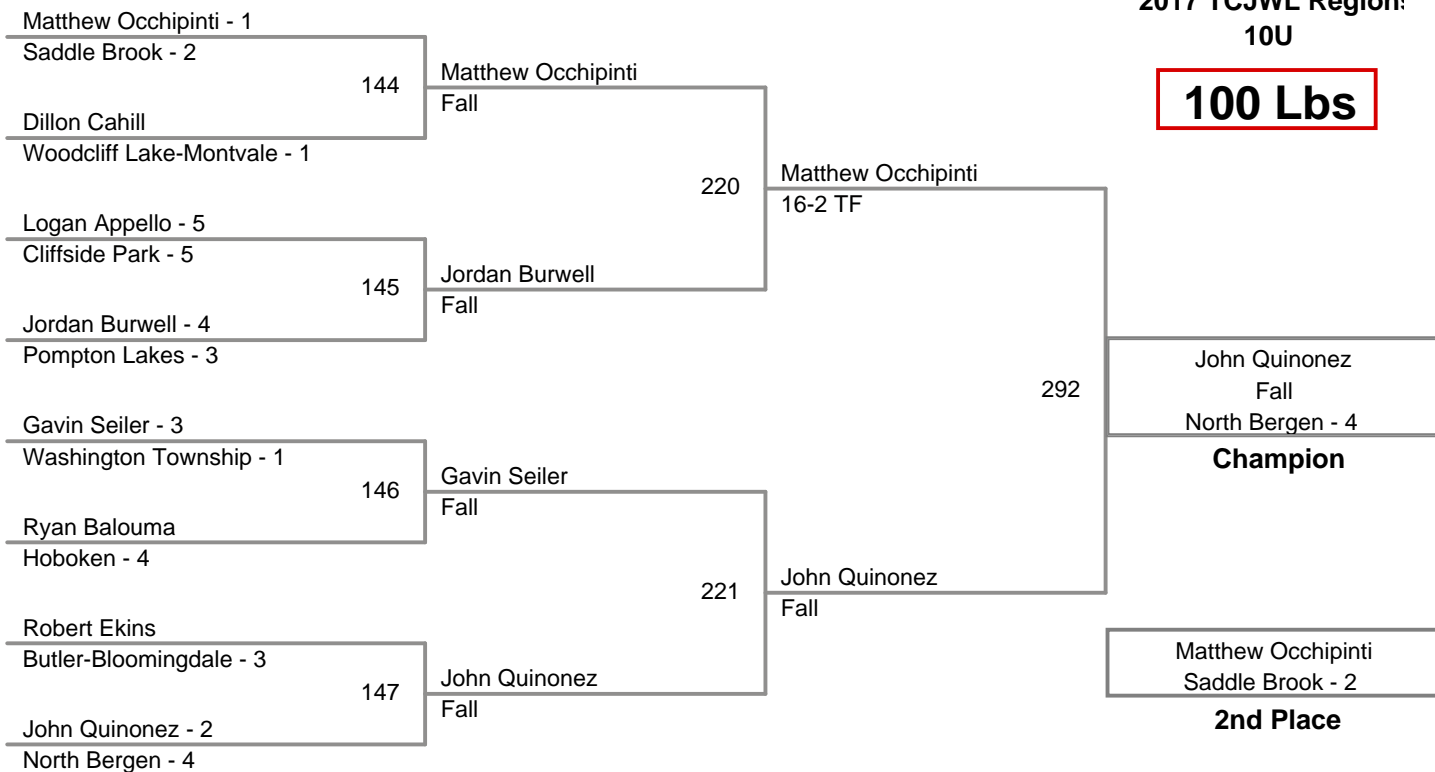 2017 TCJWL Regions
10U
100 Lbs
Matthew Occhipinti - 1
Saddle Brook - 2
144
Dillon Cahill
Woodcliff Lake-Montvale - 1
Logan Appello - 5
Cliffside Park - 5
145
Jordan Burwell - 4
Pompton Lakes - 3
Gavin Seiler - 3
Washington Township - 1
146
Ryan Balouma
Hoboken - 4
Robert Ekins
Butler-Bloomingdale - 3
147
John Quinonez - 2
North Bergen - 4
Matthew Occhipinti
Fall
220
Jordan Burwell
Fall
Gavin Seiler
Fall
221
John Quinonez
Fall
Matthew Occhipinti
16-2 TF
292
John Quinonez
Fall
John Quinonez
Fall
North Bergen - 4
Champion
Matthew Occhipinti
Saddle Brook - 2
2nd Place